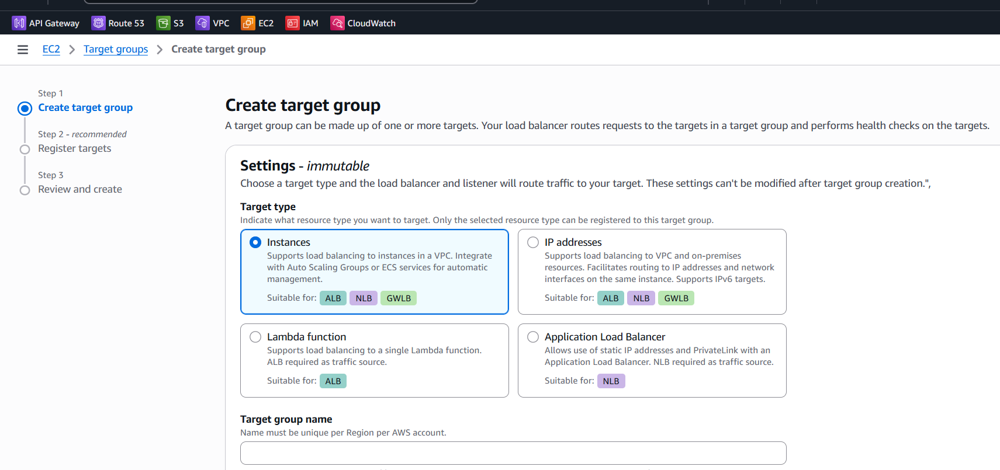 API Gateway Route 53 S3 VPC EC2 IAM CloudWatch
EC2 > Target groups > Create target group
Step 1
Create target group
Step 2 - recommended
Register targets
Step 3
Review and create
Create target group
A target group can be made up of one or more targets. Your load balancer routes requests to the targets in a target group and performs health checks on the targets.
Settings - immutable
Choose a target type and the load balancer and listener will route traffic to your target. These settings can't be modified after target group creation.",
Target type
Indicate what resource type you want to target. Only the selected resource type can be registered to this target group.
Instances
Supports load balancing to instances in a VPC. Integrate
with Auto Scaling Groups or ECS services for automatic
management.
Suitable for: ALB NLB GWLB
IP addresses
Supports load balancing to VPC and on-premises
resources. Facilitates routing to IP addresses and network
interfaces on the same instance. Supports IPv6 targets.
Suitable for: ALB NLB GWLB
Lambda function
Supports load balancing to a single Lambda function.
ALB required as traffic source.
Suitable for: ALB
Application Load Balancer
Allows use of static IP addresses and PrivateLink with an
Application Load Balancer. NLB required as traffic source.
Suitable for: NLB
Target group name
Name must be unique per Region per AWS account.